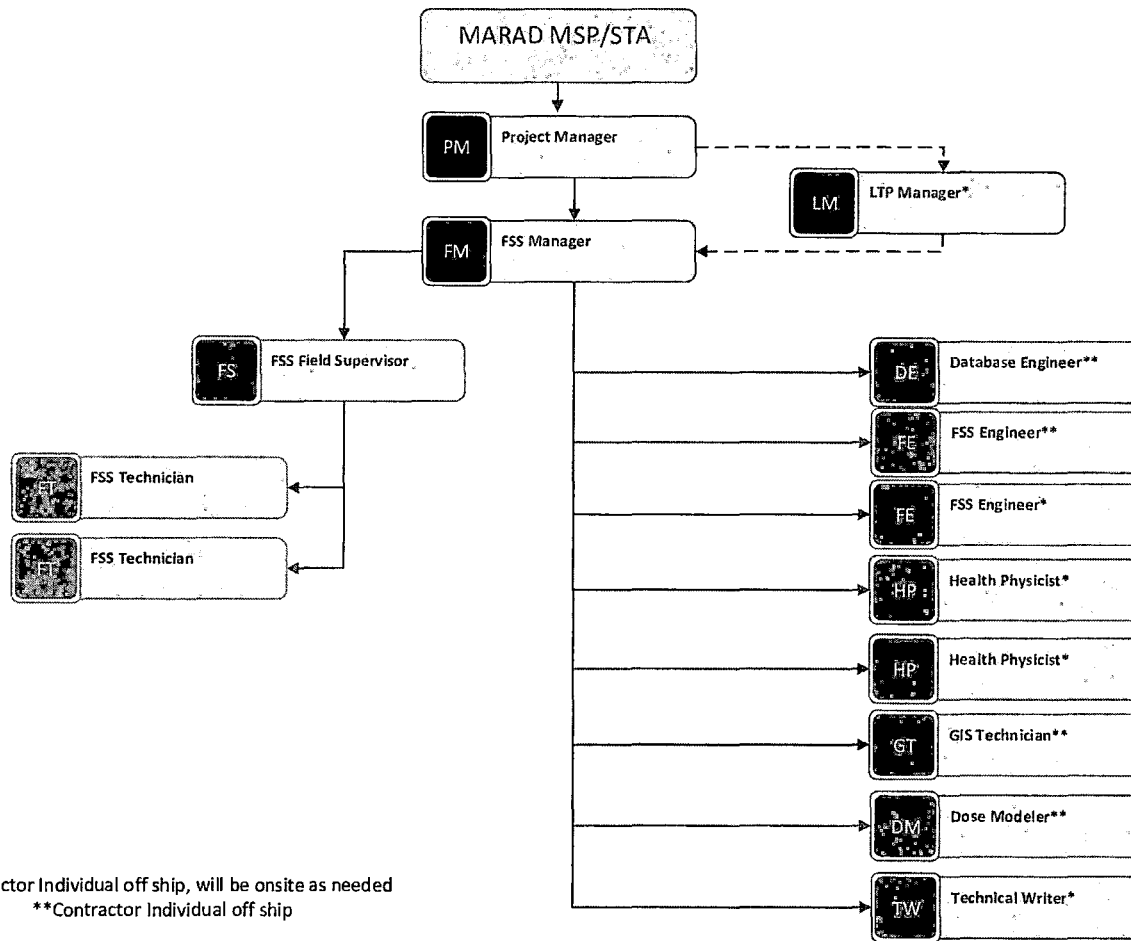 MARAD MSP/STA
PM
Project Manager
LM
LTP Manager*
FM
FSS Manager
FS
FSS Field Supervisor
DE
Database Engineer**
FE
FSS Engineer**
FT
FSS Technician
FE
FSS Engineer*
FT
FSS Technician
HP
Health Physicist*
HP
Health Physicist*
GT
GIS Technician**
DM
Dose Modeler**
TW
Technical Writer*
ctor Individual off ship, will be onsite as needed
**Contractor Individual off ship